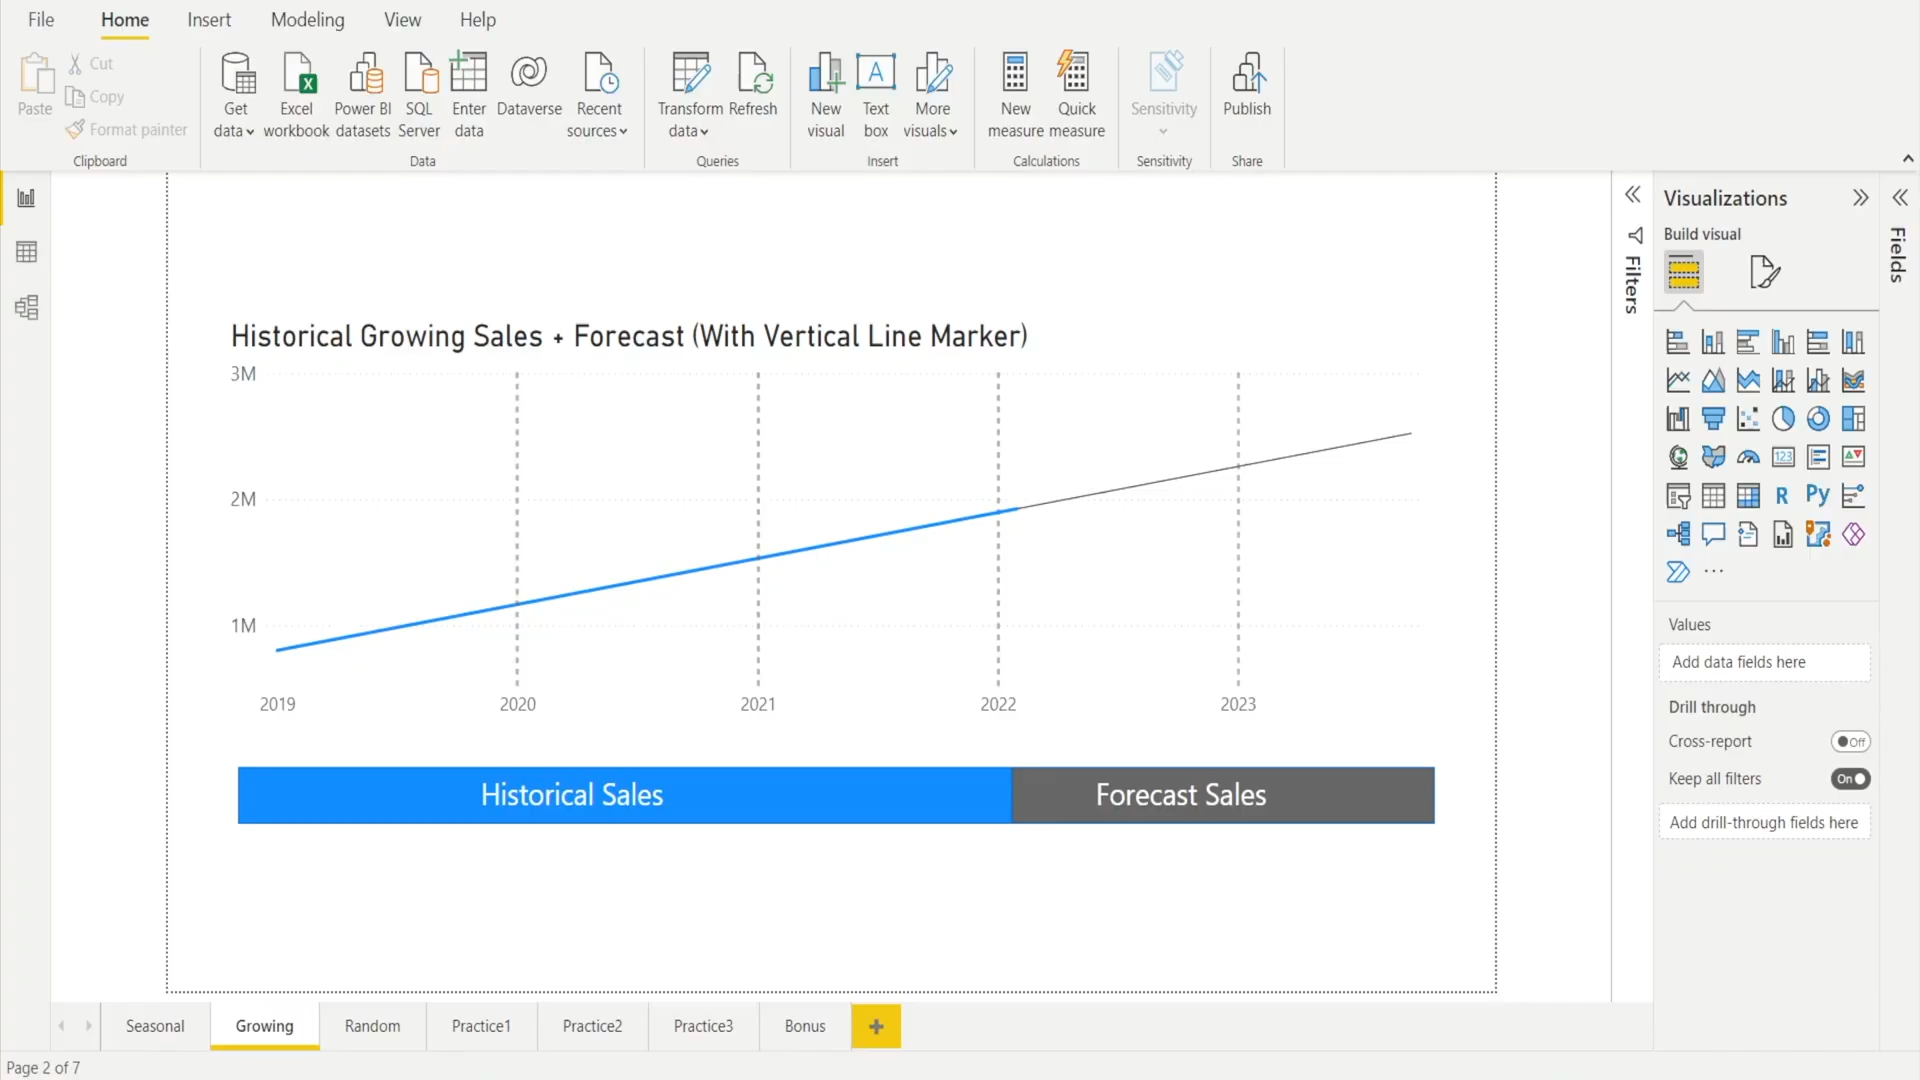 File Home Insert Modeling View Help
Paste
Cut
Copy
Format painter
Clipboard
Get data
Excel workbook
Power BI datasets
SQL Server
Enter data
Dataverse
Recent sources
Data
Transform data
Refresh
Queries
New visual
Text box
More visuals
Insert
New measure
Quick measure
Calculations
Sensitivity
Sensitivity
Publish
Share
Historical Growing Sales + Forecast (With Vertical Line Marker)
3M
2M
1M
2019 2020 2021 2022 2023
Historical Sales Forecast Sales
Filters
Visualizations
Build visual
123
R Py
Values
Add data fields here
Drill through
Cross-report Off
Keep all filters On
Add drill-through fields here
Fields
Seasonal Growing Random Practice1 Practice2 Practice3 Bonus +
Page 2 of 7